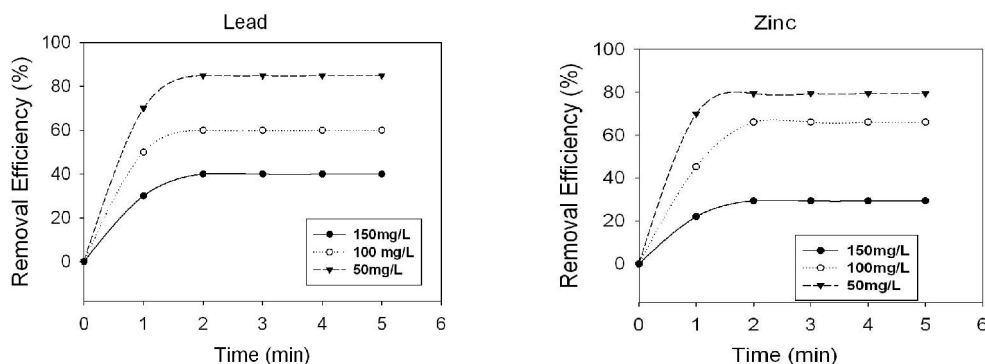 Lead
Removal Efficiency (%)
100
80
60
40
20
0
150mg/L
100 mg/L
50mg/L
0 1 2 3 4 5 6
Time (min)
Zinc
Removal Efficiency (%)
100
80
60
40
20
0
150mg/L
100mg/L
50mg/L
0 1 2 3 4 5 6
Time (min)